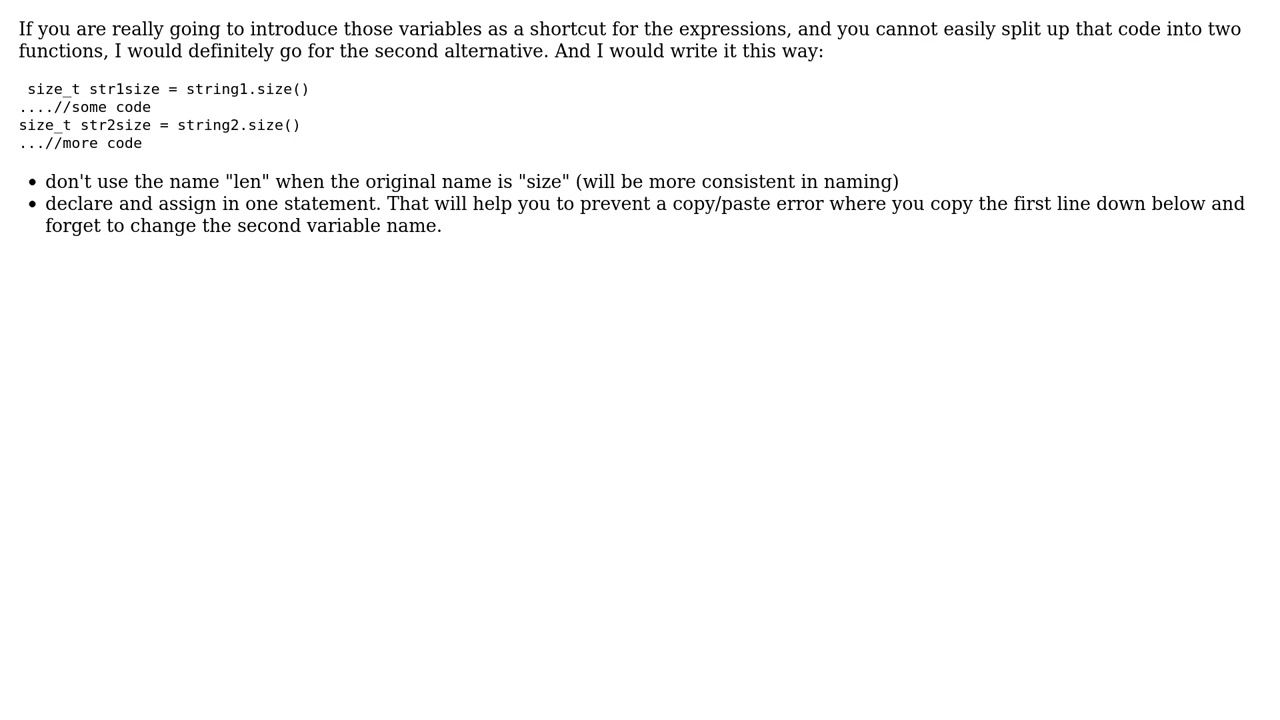 If you are really going to introduce those variables as a shortcut for the expressions, and you cannot easily split up that code into two
functions, I would definitely go for the second alternative. And I would write it this way:
size_t str1size = string1.size()
....//some code
size_t str2size = string2.size()
...//more code
• don't use the name "len" when the original name is "size" (will be more consistent in naming)
• declare and assign in one statement. That will help you to prevent a copy/paste error where you copy the first line down below and
forget to change the second variable name.